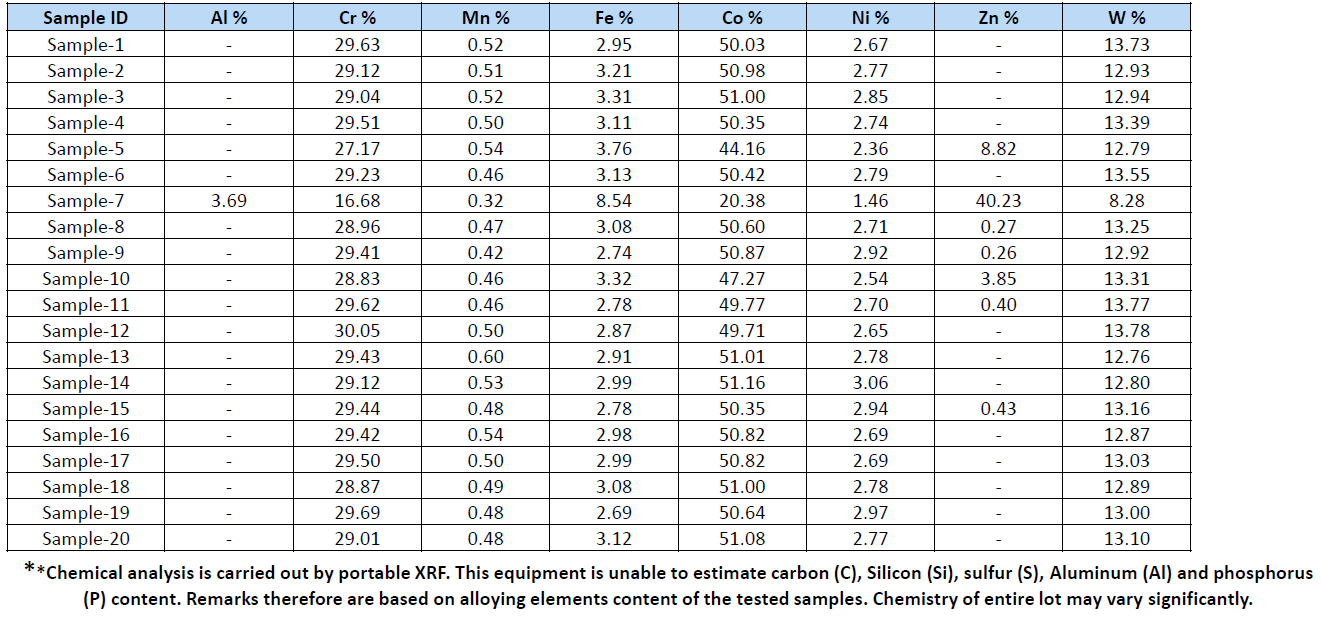 Sample ID Al % Cr % Mn % Fe % Co % Ni % Zn % W %
Sample-1 - 29.63 0.52 2.95 50.03 2.67 - 13.73
Sample-2 - 29.12 0.51 3.21 50.98 2.77 - 12.93
Sample-3 - 29.04 0.52 3.31 51.00 2.85 - 12.94
Sample-4 - 29.51 0.50 3.11 50.35 2.74 - 13.39
Sample-5 - 27.17 0.54 3.76 44.16 2.36 8.82 12.79
Sample-6 - 29.23 0.46 3.13 50.42 2.79 - 13.55
Sample-7 3.69 16.68 0.32 8.54 20.38 1.46 40.23 8.28
Sample-8 - 28.96 0.47 3.08 50.60 2.71 0.27 13.25
Sample-9 - 29.41 0.42 2.74 50.87 2.92 0.26 12.92
Sample-10 - 28.83 0.46 3.32 47.27 2.54 3.85 13.31
Sample-11 - 29.62 0.46 2.78 49.77 2.70 0.40 13.77
Sample-12 - 30.05 0.50 2.87 49.71 2.65 - 13.78
Sample-13 - 29.43 0.60 2.91 51.01 2.78 - 12.76
Sample-14 - 29.12 0.53 2.99 51.16 3.06 - 12.80
Sample-15 - 29.44 0.48 2.78 50.35 2.94 0.43 13.16
Sample-16 - 29.42 0.54 2.98 50.82 2.69 - 12.87
Sample-17 - 29.50 0.50 2.99 50.82 2.69 - 13.03
Sample-18 - 28.87 0.49 3.08 51.00 2.78 - 12.89
Sample-19 - 29.69 0.48 2.69 50.64 2.97 - 13.00
Sample-20 - 29.01 0.48 3.12 51.08 2.77 - 13.10
**Chemical analysis is carried out by portable XRF. This equipment is unable to estimate carbon (C), Silicon (Si), sulfur (S), Aluminum (Al) and phosphorus
(P) content. Remarks therefore are based on alloying elements content of the tested samples. Chemistry of entire lot may vary significantly.